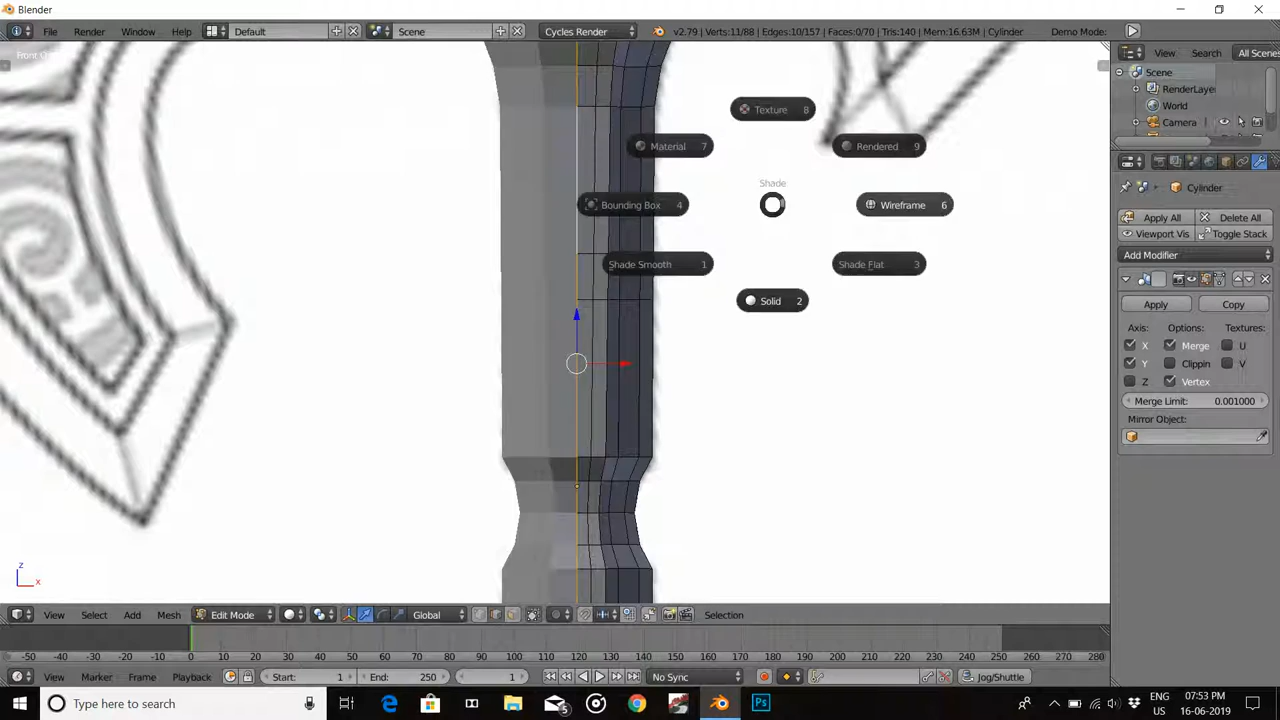 Blender
File Render Window Help Default Scene Cycles Render v2.79 | Verts:11/88 | Edges:10/157 | Faces:0/70 | Tris:140 | Mem:16.63M | Cylinder Demo Mode:
View Search All Scenes
Scene
RenderLayer
World
Camera
Texture 8
Material 7
Rendered 9
Shade
Bounding Box 4
Wireframe 6
Shade Smooth 1
Shade Flat 3
Solid 2
Cylinder
Apply All Delete All
Viewport Vis Toggle Stack
Add Modifier
Apply Copy
Axis: Options: Textures:
X Merge U
Y Clippin V
Z Vertex
Merge Limit: 0.001000
Mirror Object:
z
x
View Select Add Mesh Edit Mode Global Selection
-50 -40 -30 -20 -10 0 10 20 30 40 50 60 70 80 90 100 110 120 130 140 150 160 170 180 190 200 210 220 230 240 250 260 270 280
View Marker Frame Playback Start: 1 End: 250 1 No Sync Jog/Shuttle
Type here to search
5
ENG 07:53 PM
US 16-06-2019